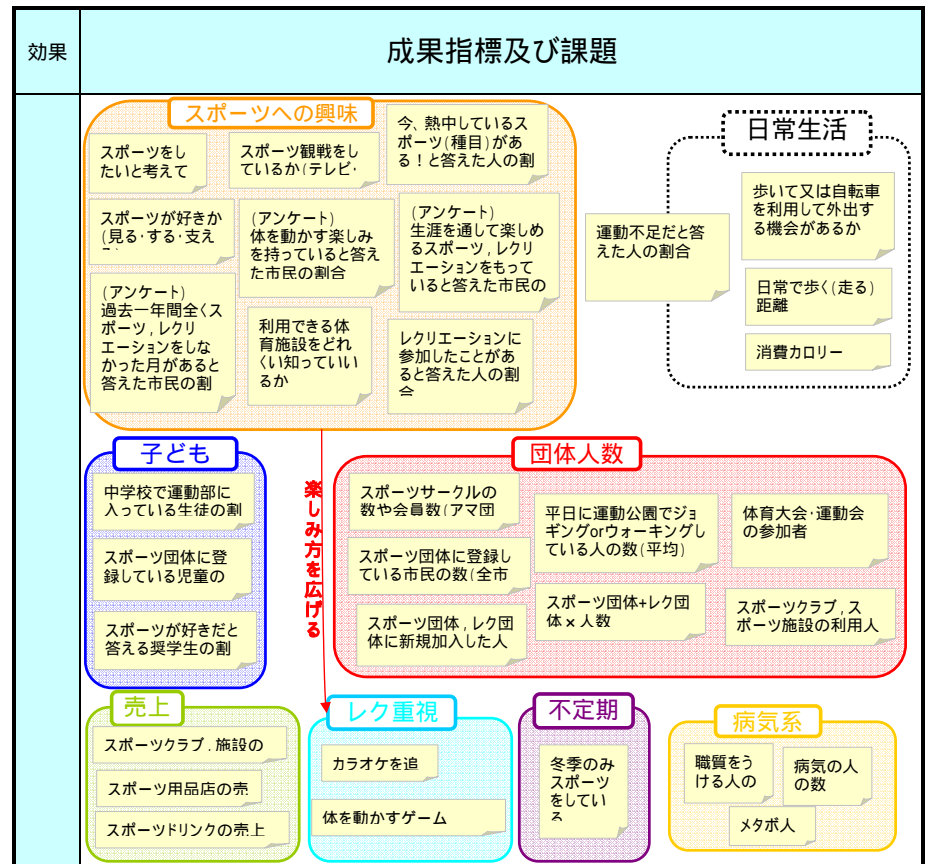 効果
成果指標及び課題
スポーツへの興味
スポーツをし
たいと考えて
スポーツ観戦をし
ているか(テレビ・
今、熱中しているス
ポーツ(種目)があ
る！と答えた人の割
スポーツが好きか
(見る・する・支え
(アンケート)
体を動かす楽しみ
を持っていると答え
た市民の割合
(アンケート)
生涯を通して楽しめ
るスポーツ,レクリ
エーションをもって
いると答えた市民の
(アンケート)
過去一年間全くス
ポーツ,レクリ
エーションをしな
かった月があると
答えた市民の割
利用できる体
育施設をどれ
くい知っていい
るか
レクリエーションに
参加したことがあ
ると答えた人の割
合
日常生活
運動不足だと答
えた人の割合
歩いて又は自転車
を利用して外出す
る機会があるか
日常で歩く(走る)
距離
消費カロリー
子ども
中学校で運動部に
入っている生徒の割
スポーツ団体に登
録している児童の
スポーツが好きだと
答える奨学生の割
楽しみ方を広げる
団体人数
スポーツサークルの
数や会員数(アマ団
平日に運動公園でジョ
ギングorウォーキングし
ている人の数(平均)
体育大会・運動会
の参加者
スポーツ団体に登録し
ている市民の数(全市
スポーツ団体,レク団
体に新規加入した人
スポーツ団体+レク団
体×人数
スポーツクラブ,ス
ポーツ施設の利用人
売上
スポーツクラブ.施設の
スポーツ用品店の売
スポーツドリンクの売上
レク重視
カラオケを追
体を動かすゲーム
不定期
冬季のみ
スポーツ
をしてい
る
病気系
職質をう
ける人の
病気の人
の数
メタボ人